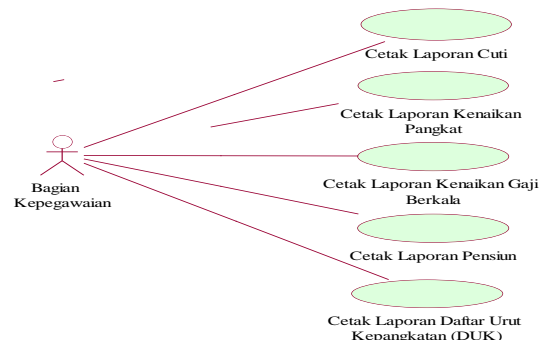 Cetak Laporan Cuti
Cetak Laporan Kenaikan
Pangkat
Bagian
Kepegawaian
Cetak Laporan Kenaikan Gaji
Berkala
Cetak Laporan Pensiun
Cetak Laporan Daftar Urut
Kepangkatan (DUK)